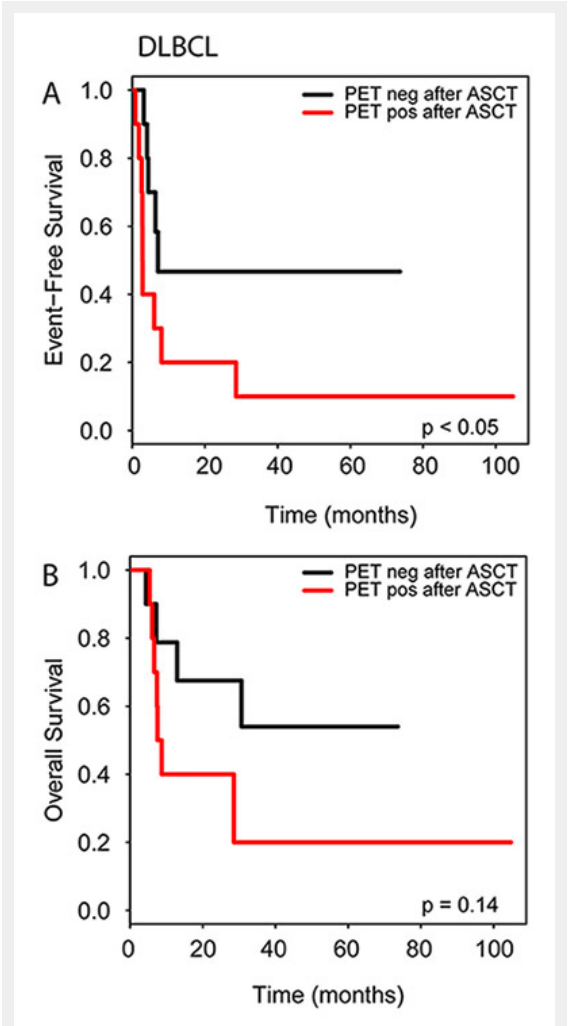 DLBCL
A
PET neg after ASCT
PET pos after ASCT
Event-Free Survival
1.0
0.8
0.6
0.4
0.2
0.0
p < 0.05
0 20 40 60 80 100
Time (months)
B
PET neg after ASCT
PET pos after ASCT
Overall Survival
1.0
0.8
0.6
0.4
0.2
0.0
p = 0.14
0 20 40 60 80 100
Time (months)